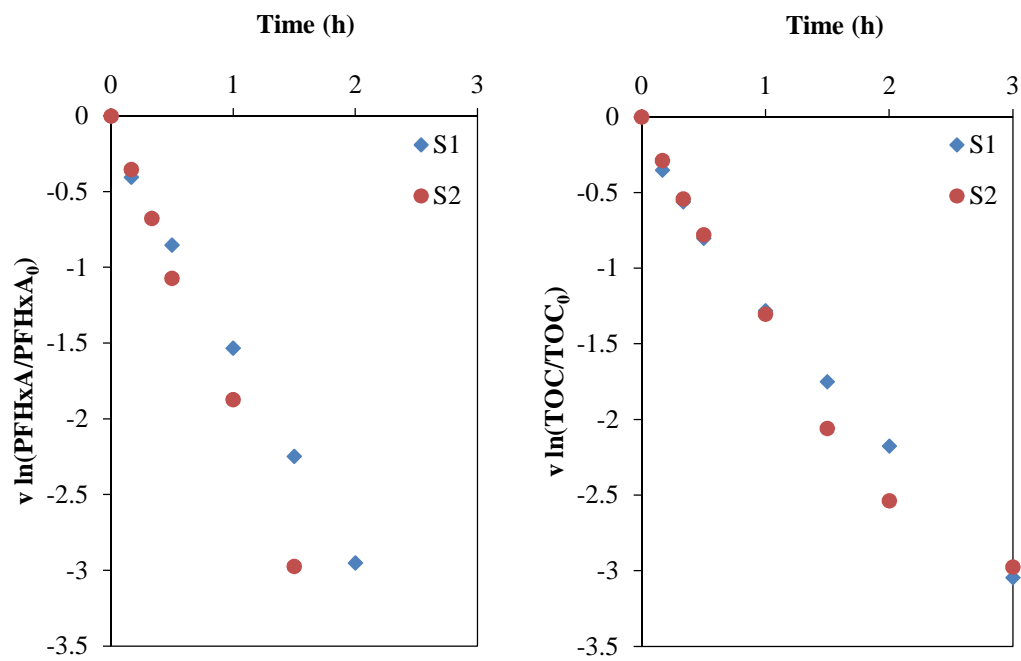 Time (h)
0 1 2 3
0
-0.5
-1
-1.5
-2
-2.5
-3
-3.5
v ln(PFHxA/PFHxA₀)
S1
S2
Time (h)
0 1 2 3
0
-0.5
-1
-1.5
-2
-2.5
-3
-3.5
v ln(TOC/TOC₀)
S1
S2